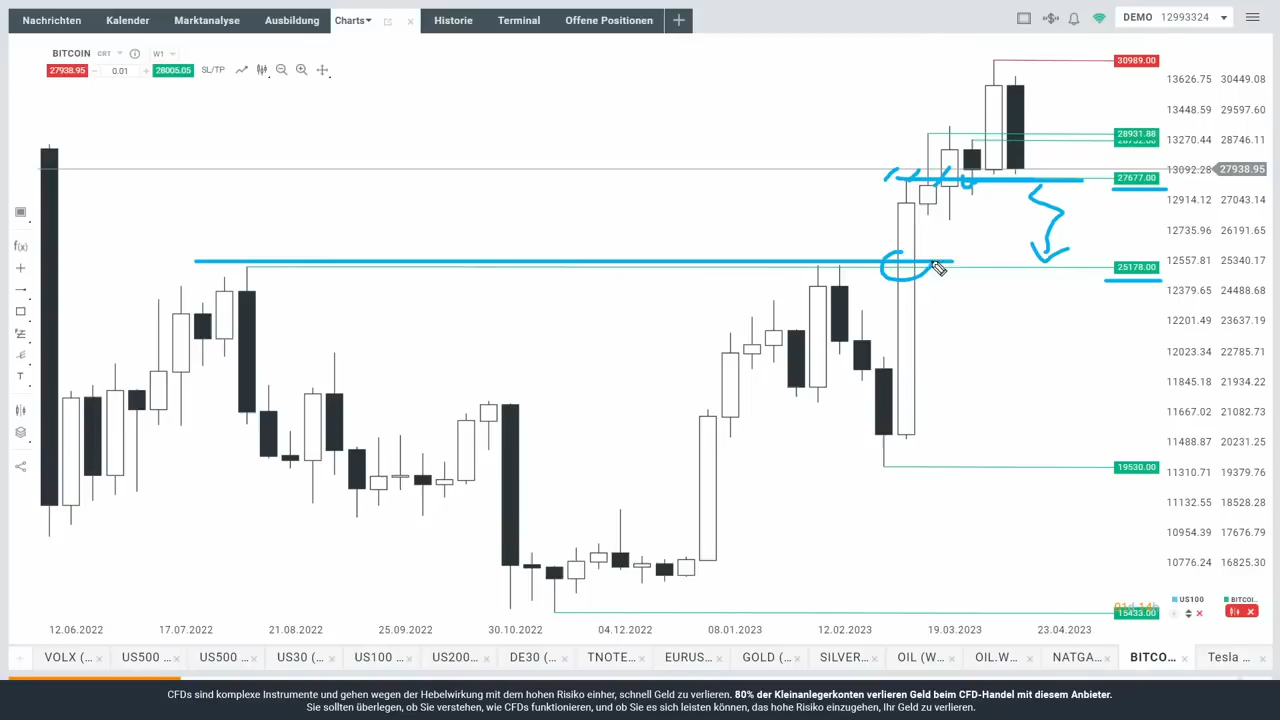 Nachrichten Kalender Marktanalyse Ausbildung Charts Historie Terminal Offene Positionen DEMO 12993324
BITCOIN CRT W1
27938.95 0.01 28005.05 SL/TP
30989.00
13626.75 30449.08
13448.59 29597.60
28931.88
13270.44 28746.11
13092.28 27938.95
27677.00
12914.12 27043.14
12735.96 26191.65
12557.81 25340.17
25178.00
12379.65 24488.68
12201.49 23637.19
12023.34 22785.71
11845.18 21934.22
11667.02 21082.73
11488.87 20231.25
19530.00
11310.71 19379.76
11132.55 18528.28
10954.39 17676.79
10776.24 16825.30
f(x)
T
US100 BITCOI...
15433.00
12.06.2022 17.07.2022 21.08.2022 25.09.2022 30.10.2022 04.12.2022 08.01.2023 12.02.2023 19.03.2023 23.04.2023
VOLX (... US500 ... US500 ... US30 (... US100 ... US200... DE30 (... TNOTE... EURUS... GOLD (... SILVER... OIL (W... OIL.W... NATGA... BITCO... Tesla ...
CFDs sind komplexe Instrumente und gehen wegen der Hebelwirkung mit dem hohen Risiko einher, schnell Geld zu verlieren. 80% der Kleinanlegerkonten verlieren Geld beim CFD-Handel mit diesem Anbieter.
Sie sollten überlegen, ob Sie verstehen, wie CFDs funktionieren, und ob Sie es sich leisten können, das hohe Risiko einzugehen, Ihr Geld zu verlieren.